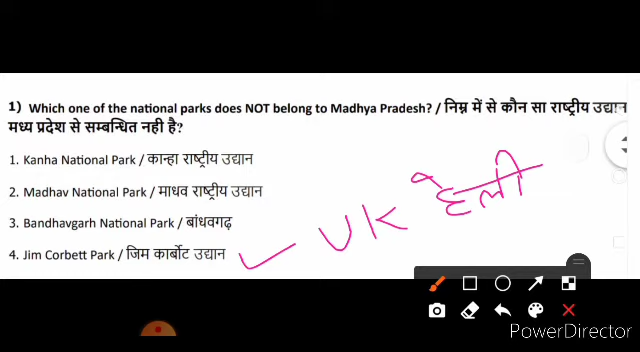 1) Which one of the national parks does NOT belong to Madhya Pradesh? / निम्न में से कौन सा राष्ट्रीय उद्यान
मध्य प्रदेश से सम्बन्धित नही है?
1. Kanha National Park / कान्हा राष्ट्रीय उद्यान
2. Madhav National Park / माधव राष्ट्रीय उद्यान
3. Bandhavgarh National Park / बांधवगढ़
4. Jim Corbett Park / जिम कार्बोट उद्यान
UK
PowerDirector